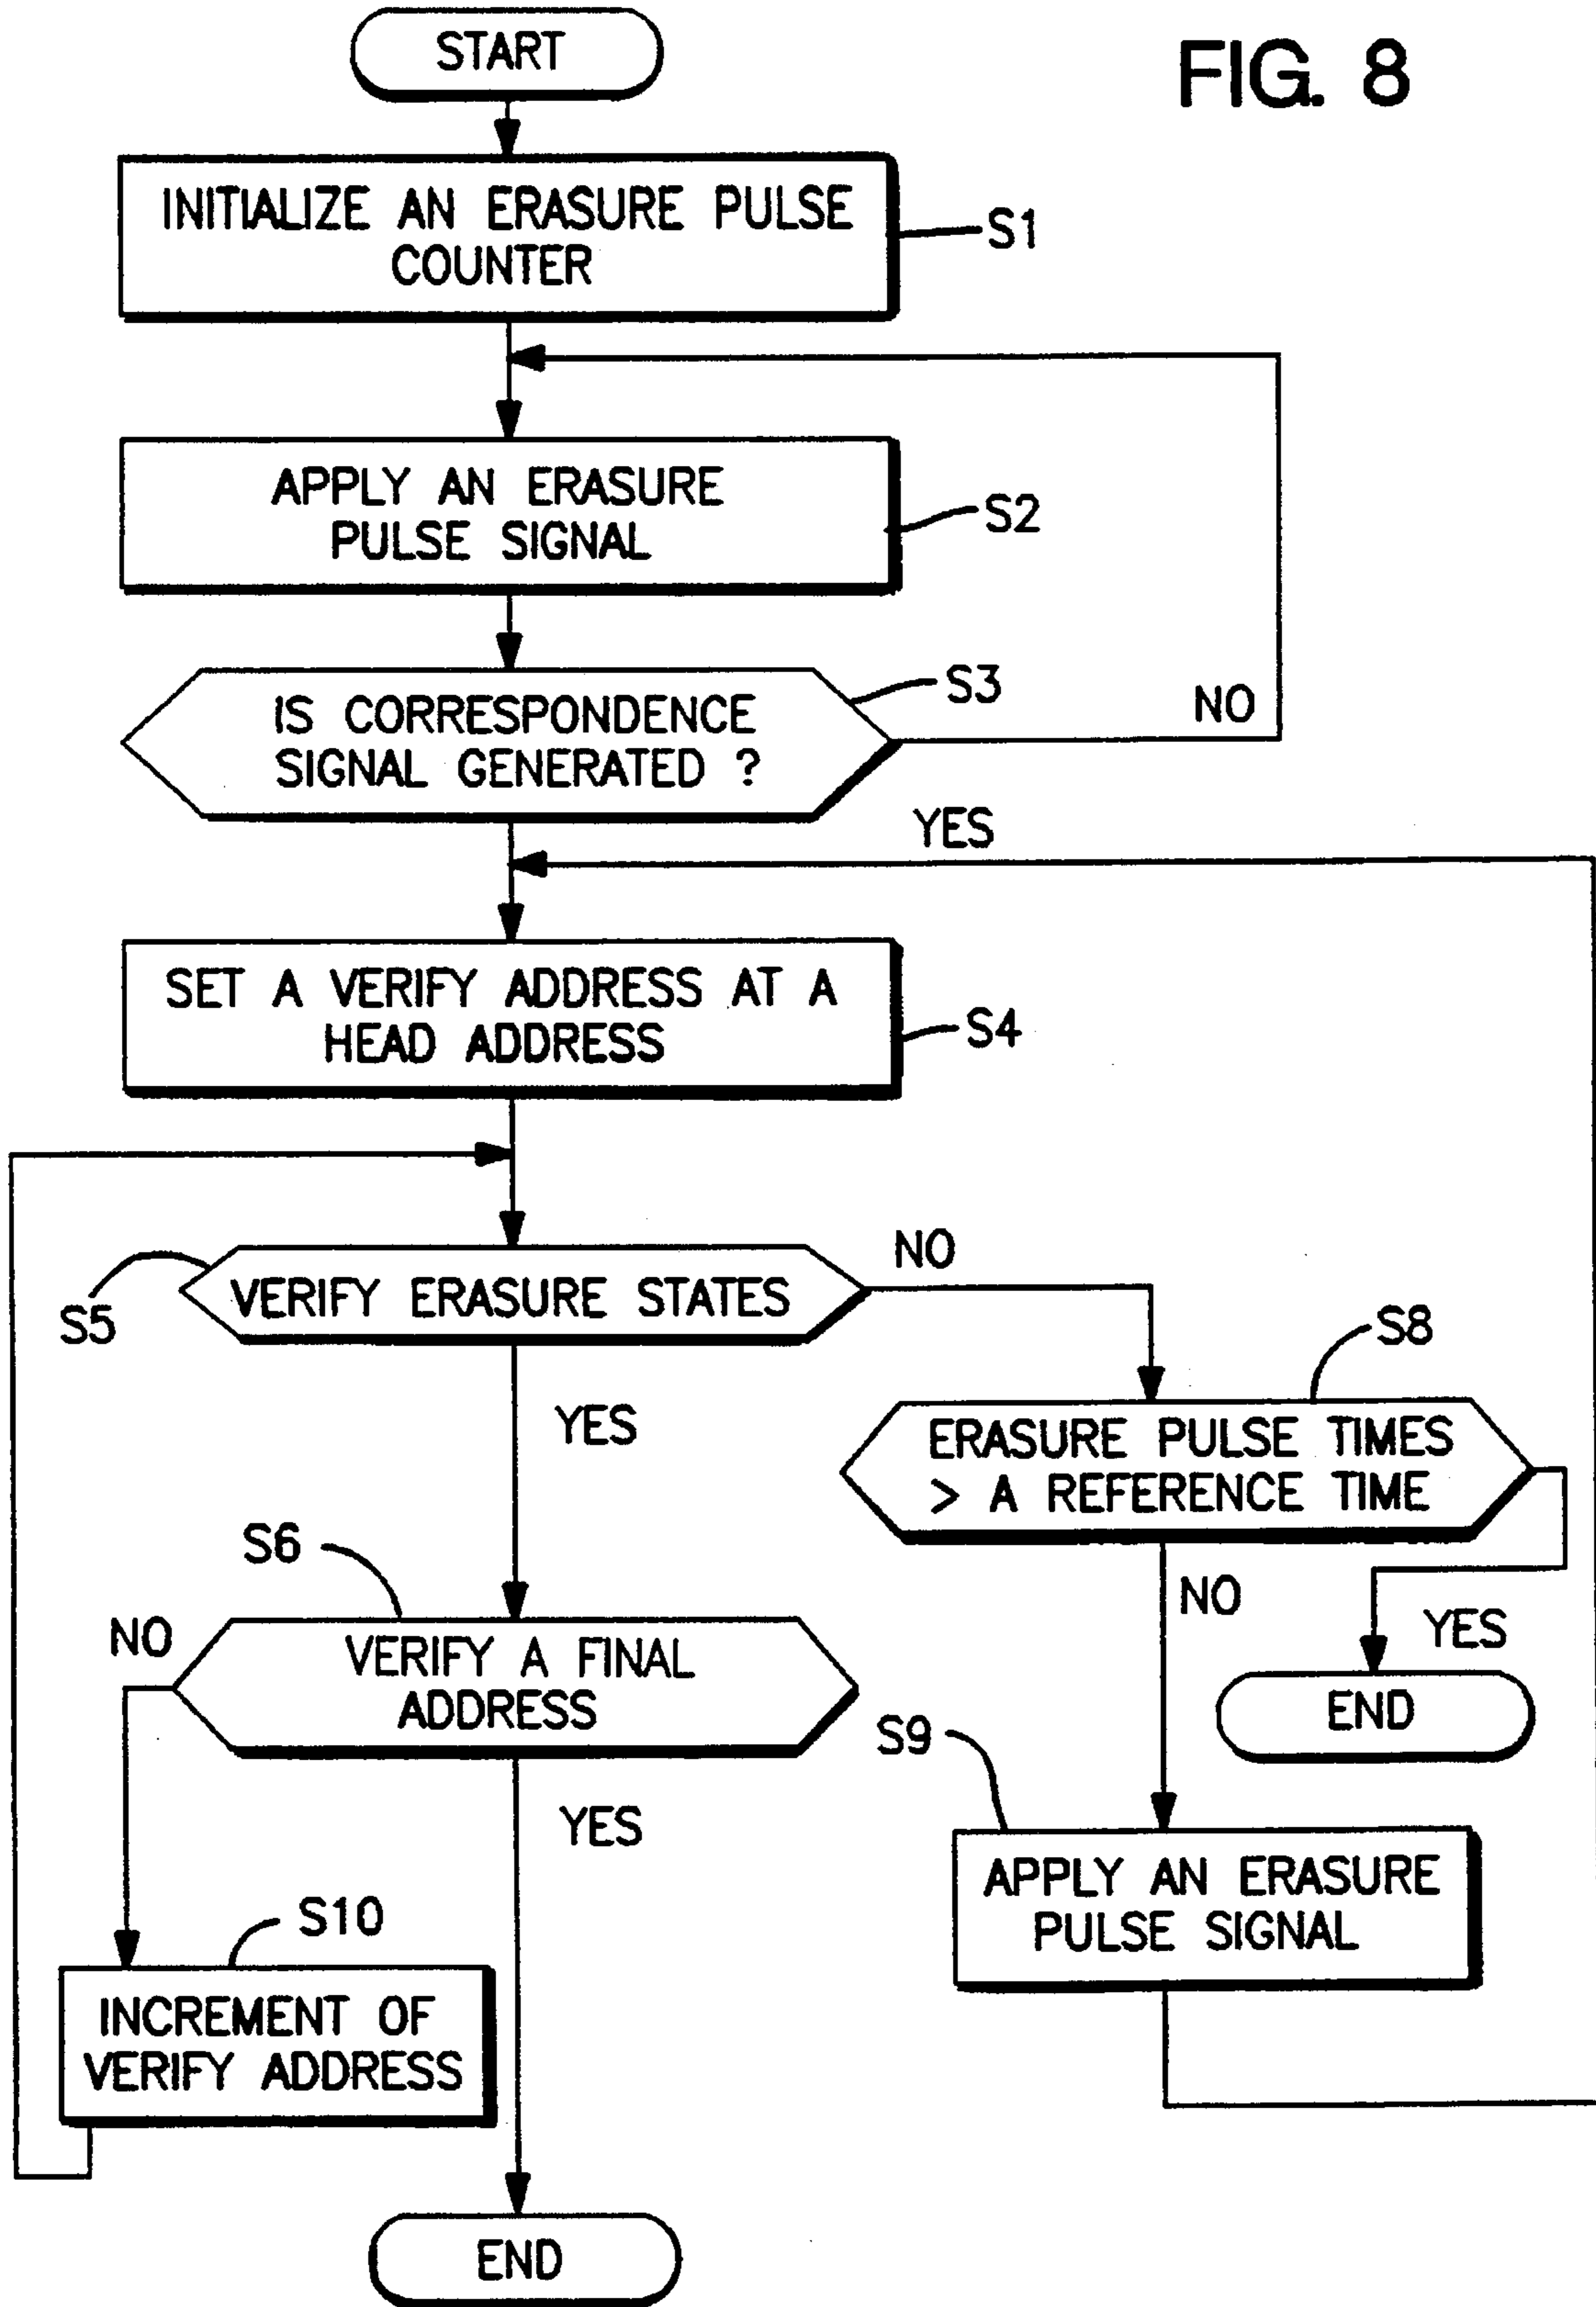 START
FIG. 8
INITIALIZE AN ERASURE PULSE
COUNTER
S1
APPLY AN ERASURE
PULSE SIGNAL
S2
IS CORRESPONDENCE
SIGNAL GENERATED ?
S3
NO
YES
SET A VERIFY ADDRESS AT A
HEAD ADDRESS
S4
VERIFY ERASURE STATES
S5
NO
YES
S8
ERASURE PULSE TIMES
> A REFERENCE TIME
S6
NO
VERIFY A FINAL
ADDRESS
NO
YES
END
S9
YES
APPLY AN ERASURE
PULSE SIGNAL
S10
INCREMENT OF
VERIFY ADDRESS
END